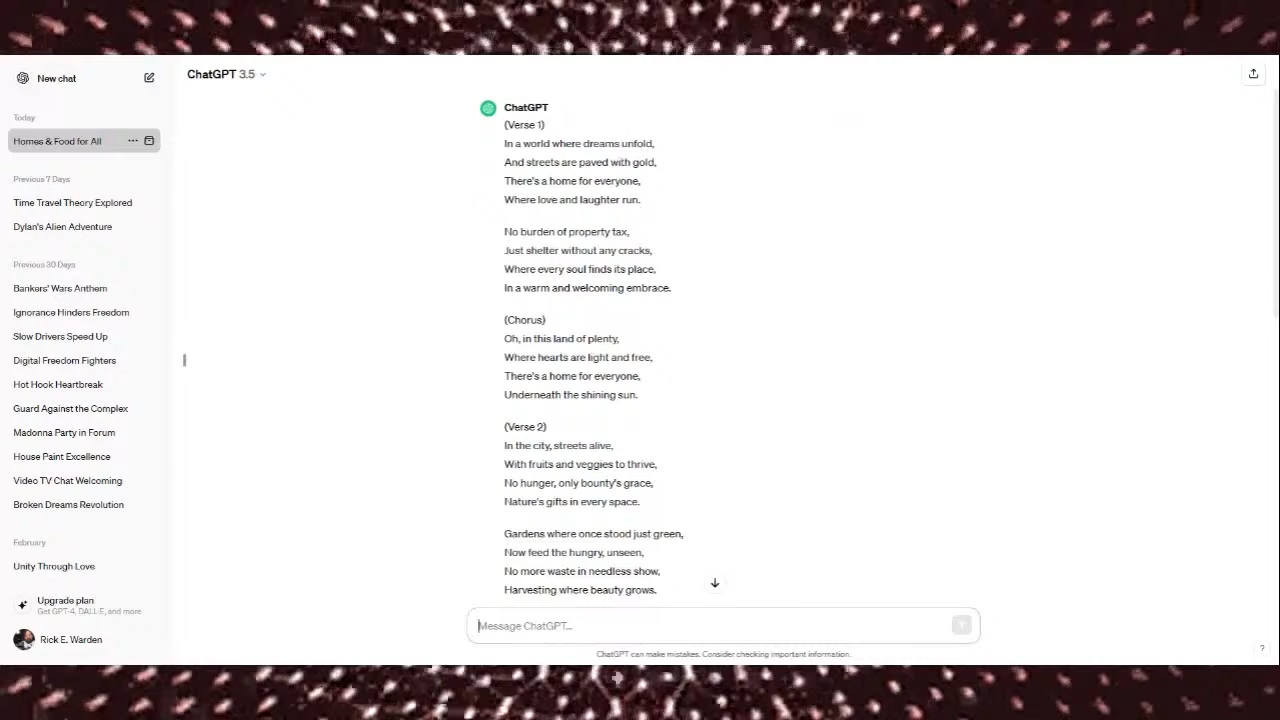 New chat
Today
Homes & Food for All
Previous 7 Days
Time Travel Theory Explored
Dylan's Alien Adventure
Previous 30 Days
Bankers' Wars Anthem
Ignorance Hinders Freedom
Slow Drivers Speed Up
Digital Freedom Fighters
Hot Hook Heartbreak
Guard Against the Complex
Madonna Party in Forum
House Paint Excellence
Video TV Chat Welcoming
Broken Dreams Revolution
February
Unity Through Love
Upgrade plan
Get GPT-4, DALL·E, and more
Rick E. Warden
ChatGPT 3.5
ChatGPT
(Verse 1)
In a world where dreams unfold,
And streets are paved with gold,
There's a home for everyone,
Where love and laughter run.
No burden of property tax,
Just shelter without any cracks,
Where every soul finds its place,
In a warm and welcoming embrace.
(Chorus)
Oh, in this land of plenty,
Where hearts are light and free,
There's a home for everyone,
Underneath the shining sun.
(Verse 2)
In the city, streets alive,
With fruits and veggies to thrive,
No hunger, only bounty's grace,
Nature's gifts in every space.
Gardens where once stood just green,
Now feed the hungry, unseen,
No more waste in needless show,
Harvesting where beauty grows.
Message ChatGPT...
ChatGPT can make mistakes. Consider checking important information.
?